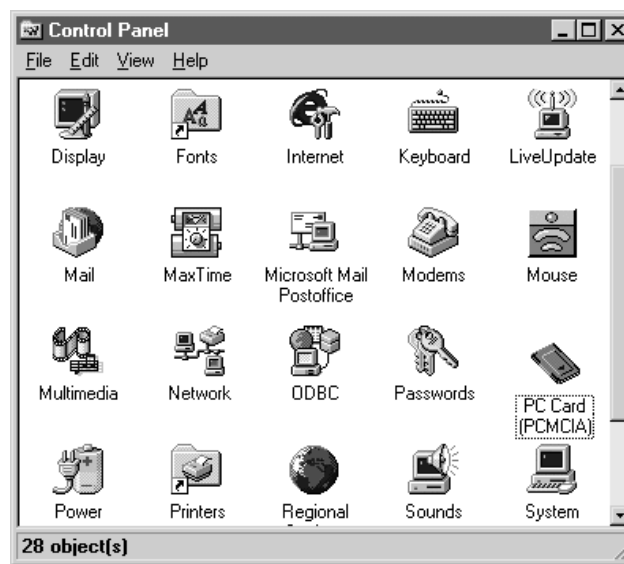 Control Panel
File Edit View Help
Display Fonts Internet Keyboard LiveUpdate
Mail MaxTime Microsoft Mail Postoffice Modems Mouse
Multimedia Network ODBC Passwords PC Card (PCMCIA)
Power Printers Regional Sounds System
28 object(s)